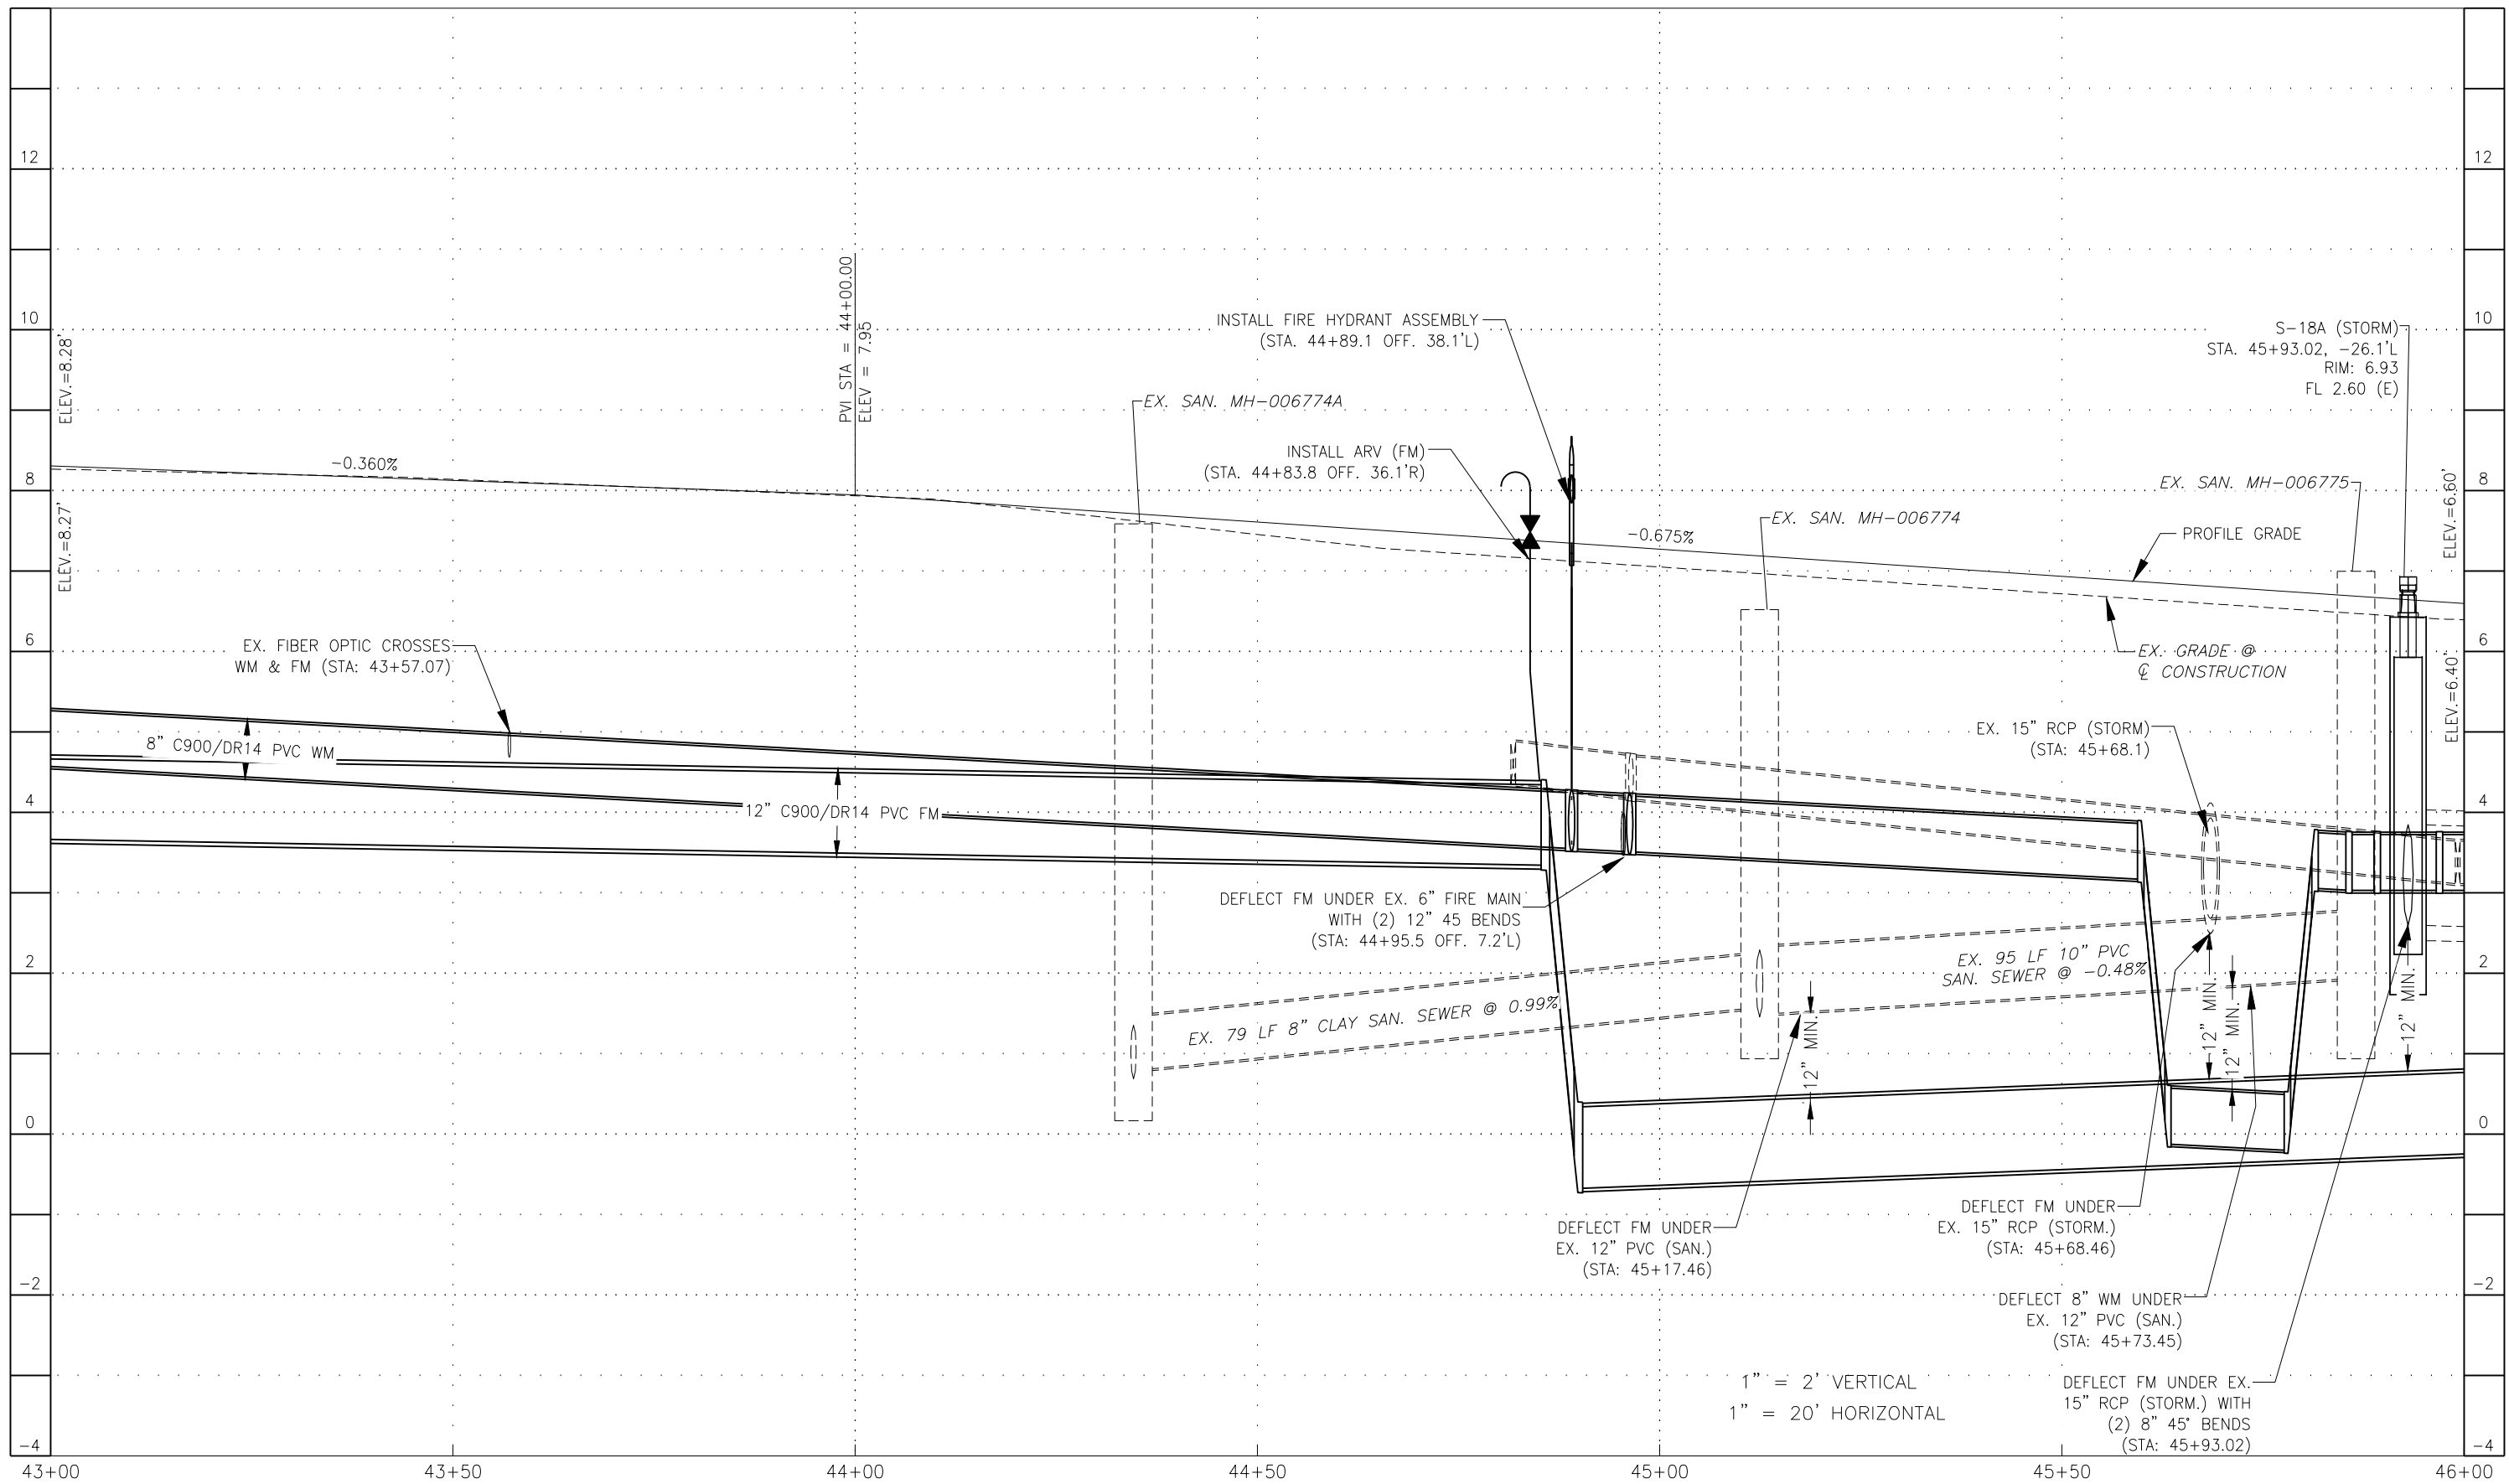 12
12
10
10
8
8
6
6
4
4
2
2
0
0
-2
-2
-4
-4
ELEV.=8.28'
ELEV.=8.27'
-0.360%
PVI STA = 44+00.00
ELEV = 7.95
EX. SAN. MH-006774A
INSTALL FIRE HYDRANT ASSEMBLY
(STA. 44+89.1 OFF. 38.1'L)
INSTALL ARV (FM)
(STA. 44+83.8 OFF. 36.1'R)
S-18A (STORM)
STA. 45+93.02, -26.1'L
RIM: 6.93
FL 2.60 (E)
EX. SAN. MH-006775
EX. SAN. MH-006774
-0.675%
PROFILE GRADE
ELEV.=6.60'
ELEV.=6.40'
EX. GRADE @
℄ CONSTRUCTION
EX. FIBER OPTIC CROSSES
WM & FM (STA: 43+57.07)
8" C900/DR14 PVC WM
12" C900/DR14 PVC FM
EX. 15" RCP (STORM)
(STA: 45+68.1)
DEFLECT FM UNDER EX. 6" FIRE MAIN
WITH (2) 12" 45 BENDS
(STA: 44+95.5 OFF. 7.2'L)
EX. 95 LF 10" PVC
SAN. SEWER @ -0.48%
EX. 79 LF 8" CLAY SAN. SEWER @ 0.99%
12" MIN.
12" MIN.
12" MIN.
12" MIN.
DEFLECT FM UNDER
EX. 12" PVC (SAN.)
(STA: 45+17.46)
DEFLECT FM UNDER
EX. 15" RCP (STORM.)
(STA: 45+68.46)
DEFLECT 8" WM UNDER
EX. 12" PVC (SAN.)
(STA: 45+73.45)
DEFLECT FM UNDER EX.
15" RCP (STORM.) WITH
(2) 8" 45° BENDS
(STA: 45+93.02)
1" = 2' VERTICAL
1" = 20' HORIZONTAL
43+00
43+50
44+00
44+50
45+00
45+50
46+00